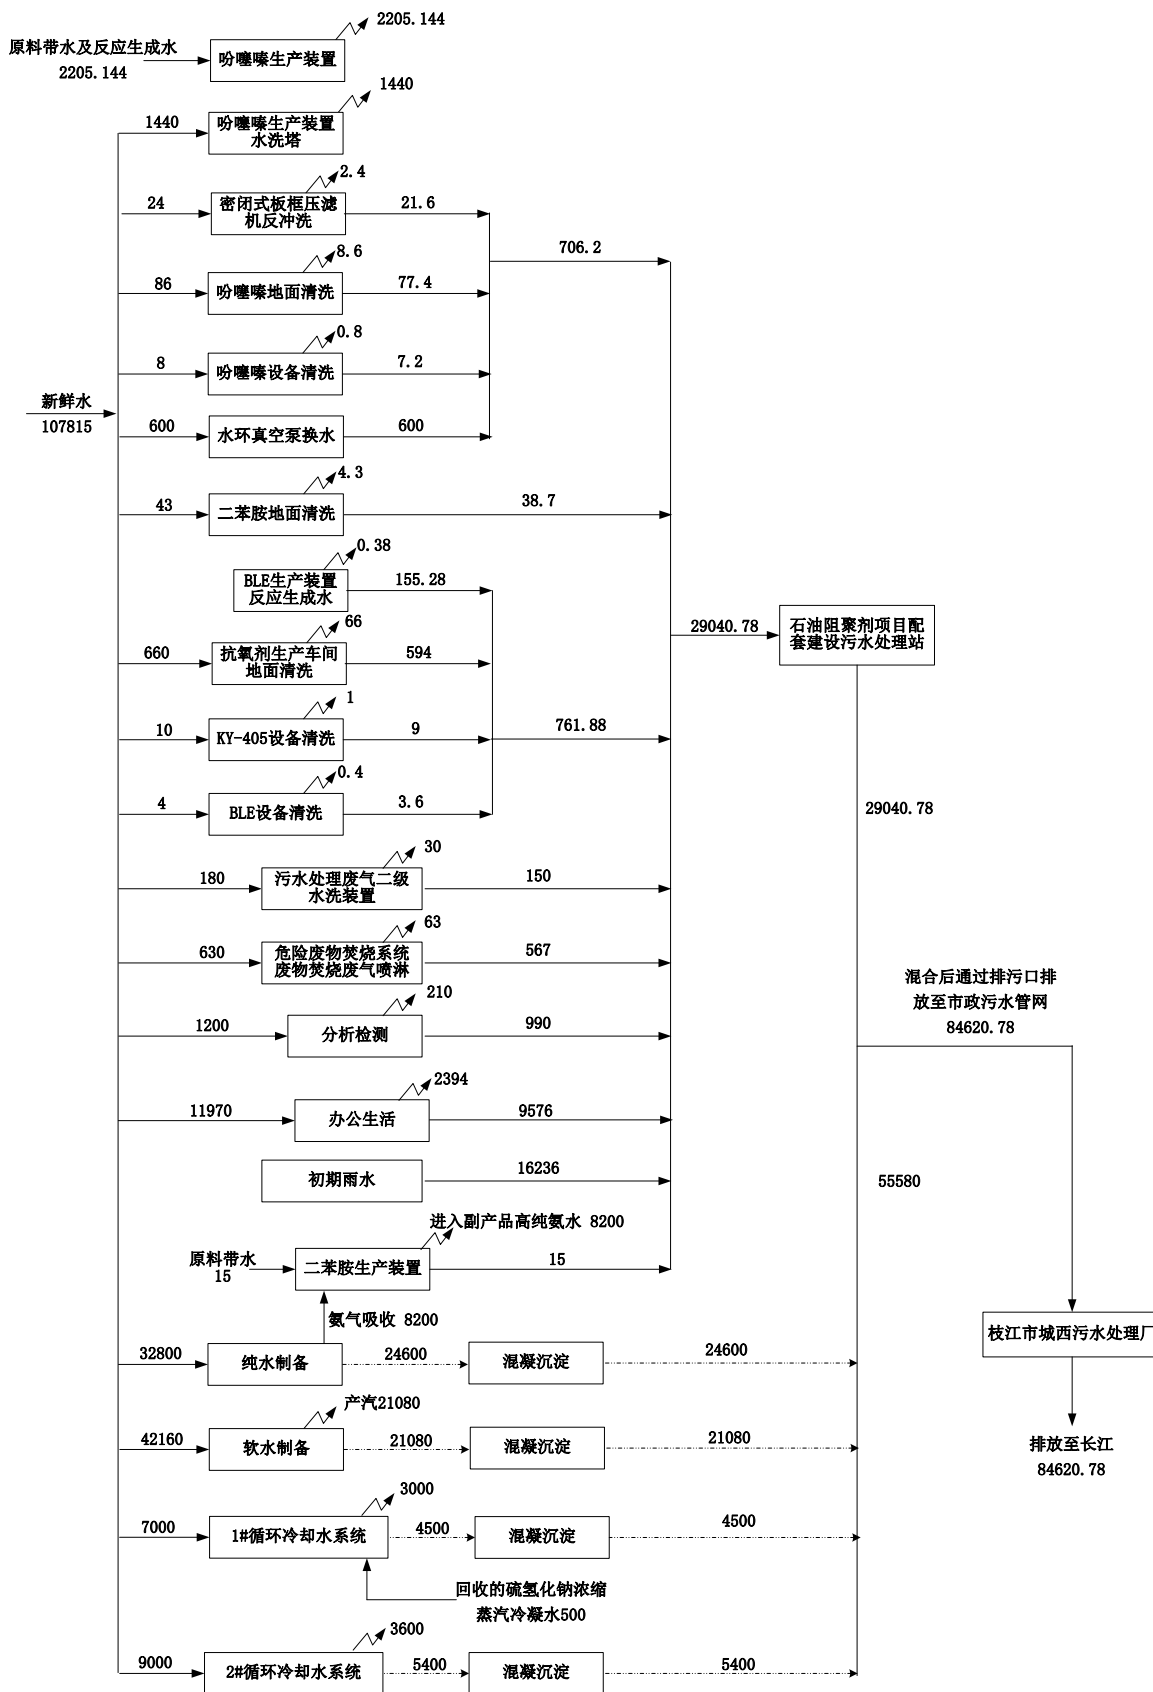 2205.144
原料带水及反应生成水
2205.144
吩噻嗪生产装置
1440
1440
吩噻嗪生产装置
水洗塔
2.4
24
密闭式板框压滤
机反冲洗
21.6
706.2
8.6
86
吩噻嗪地面清洗
77.4
0.8
8
吩噻嗪设备清洗
7.2
新鲜水
107815
600
水环真空泵换水
600
4.3
43
二苯胺地面清洗
38.7
0.38
BLE生产装置
反应生成水
155.28
66
660
抗氧剂生产车间
地面清洗
594
29040.78
石油阻聚剂项目配
套建设污水处理站
1
10
KY-405设备清洗
9
761.88
0.4
4
BLE设备清洗
3.6
29040.78
30
180
污水处理废气二级
水洗装置
150
63
630
危险废物焚烧系统
废物焚烧废气喷淋
567
混合后通过排污口排
放至市政污水管网
84620.78
210
1200
分析检测
990
2394
11970
办公生活
9576
初期雨水
16236
55580
进入副产品高纯氨水 8200
原料带水
15
二苯胺生产装置
15
氨气吸收 8200
32800
纯水制备
24600
混凝沉淀
24600
枝江市城西污水处理厂
产汽21080
42160
软水制备
21080
混凝沉淀
21080
排放至长江
84620.78
3000
7000
1#循环冷却水系统
4500
混凝沉淀
4500
回收的硫氢化钠浓缩
蒸汽冷凝水500
3600
9000
2#循环冷却水系统
5400
混凝沉淀
5400